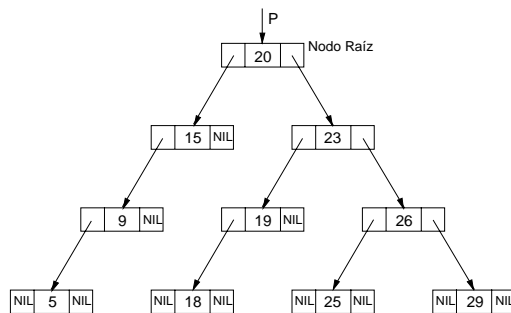 P
Nodo Raíz
20
15 NIL
23
9 NIL
19 NIL
26
NIL 5 NIL
NIL 18 NIL
NIL 25 NIL
NIL 29 NIL